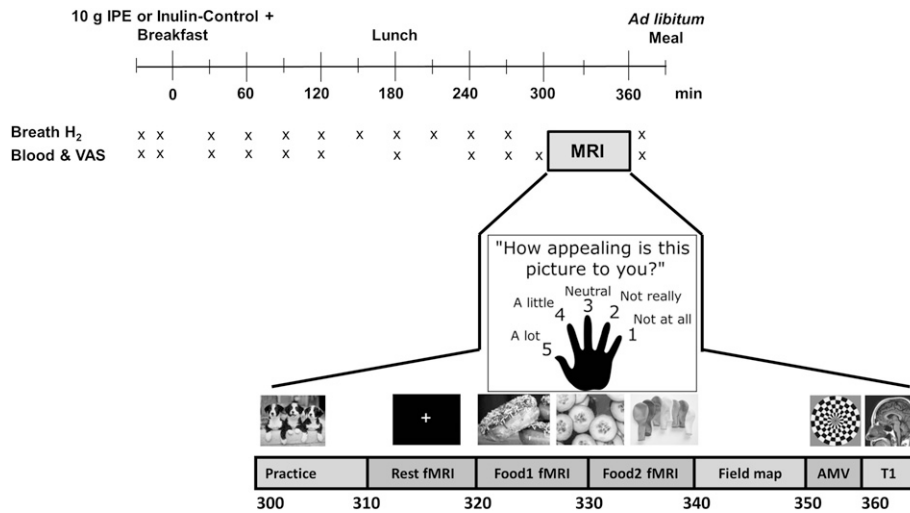 10 g IPE or Inulin-Control +
Breakfast
Lunch
Ad libitum
Meal
0 60 120 180 240 300 360 min
Breath H₂ x x x x x x x x x x x x
Blood & VAS x x x x x x x x x x x
MRI
"How appealing is this
picture to you?"
Neutral
A little 3 Not really
4 2
Not at all
A lot 1
5
+
Practice Rest fMRI Food1 fMRI Food2 fMRI Field map AMV T1
300 310 320 330 340 350 360